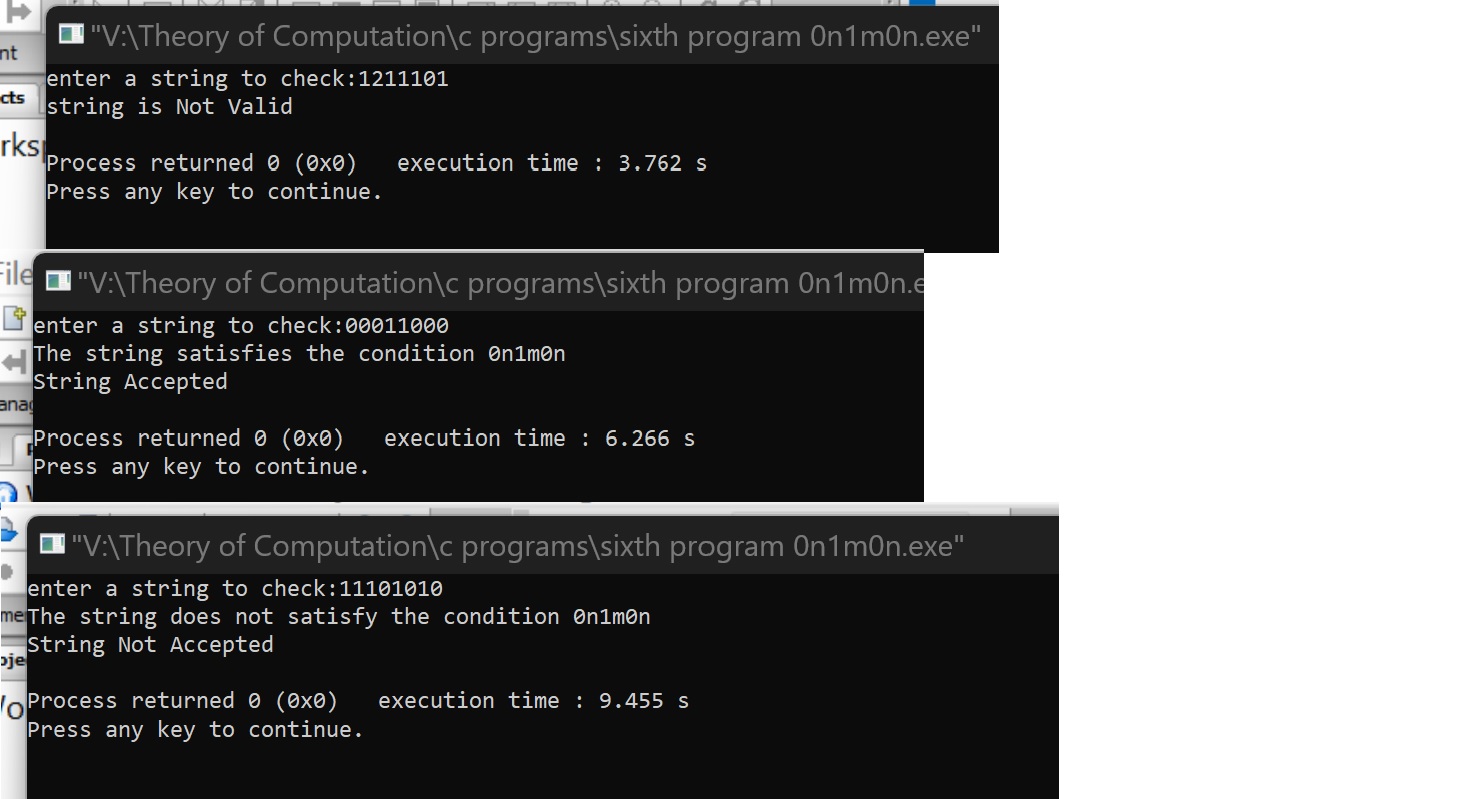 nt
cts
rksp
"V:\Theory of Computation\c programs\sixth program 0n1m0n.exe"
enter a string to check:1211101
string is Not Valid
Process returned 0 (0x0)   execution time : 3.762 s
Press any key to continue.
File
anag
"V:\Theory of Computation\c programs\sixth program 0n1m0n.e
enter a string to check:00011000
The string satisfies the condition 0n1m0n
String Accepted
Process returned 0 (0x0)   execution time : 6.266 s
Press any key to continue.
mer
oje
"V:\Theory of Computation\c programs\sixth program 0n1m0n.exe"
enter a string to check:11101010
The string does not satisfy the condition 0n1m0n
String Not Accepted
Process returned 0 (0x0)   execution time : 9.455 s
Press any key to continue.